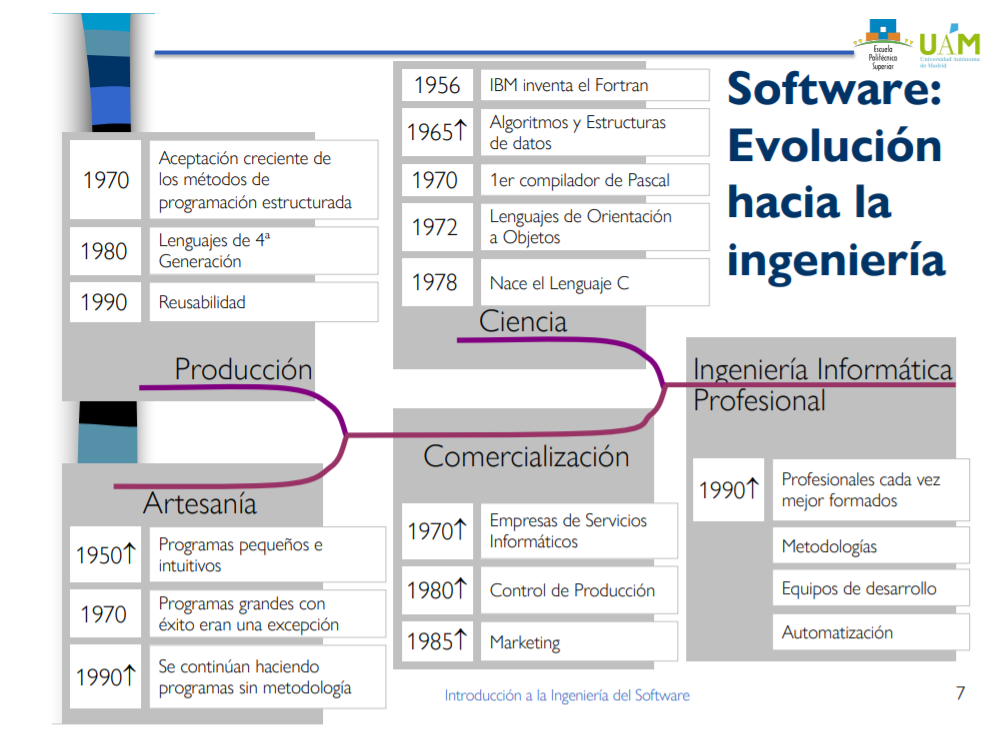 Escuela
Politécnica
Superior
UAM
Universidad Autónoma
de Madrid
Software:
Evolución
hacia la
ingeniería
1956
IBM inventa el Fortran
1965↑
Algoritmos y Estructuras
de datos
1970
1er compilador de Pascal
1972
Lenguajes de Orientación
a Objetos
1978
Nace el Lenguaje C
Ciencia
1970
Aceptación creciente de
los métodos de
programación estructurada
1980
Lenguajes de 4ª
Generación
1990
Reusabilidad
Producción
Artesanía
1950↑
Programas pequeños e
intuitivos
1970
Programas grandes con
éxito eran una excepción
1990↑
Se continúan haciendo
programas sin metodología
Comercialización
1970↑
Empresas de Servicios
Informáticos
1980↑
Control de Producción
1985↑
Marketing
Ingeniería Informática
Profesional
1990↑
Profesionales cada vez
mejor formados
Metodologías
Equipos de desarrollo
Automatización
Introducción a la Ingeniería del Software
7